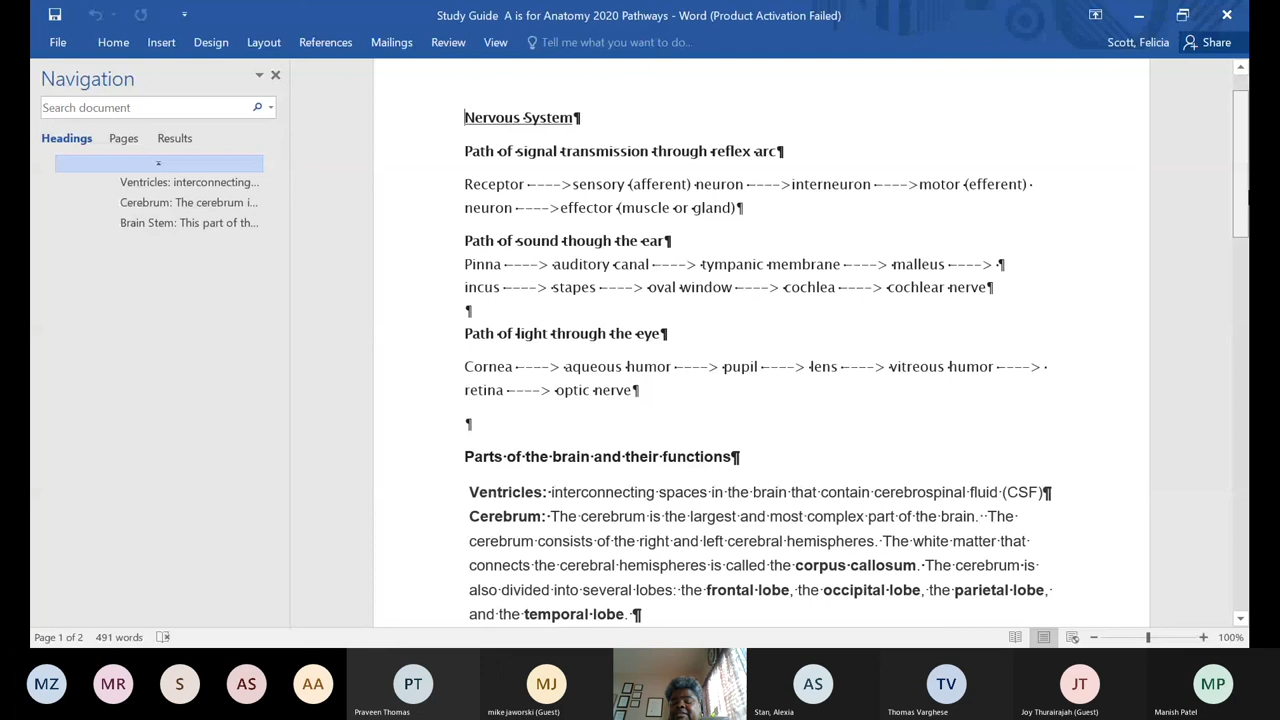 Study Guide A is for Anatomy 2020 Pathways - Word (Product Activation Failed)
File Home Insert Design Layout References Mailings Review View Tell me what you want to do... Scott, Felicia Share
Navigation
Search document
Headings Pages Results
Ventricles: interconnecting...
Cerebrum: The cerebrum i...
Brain Stem: This part of th...
Nervous·System¶
Path·of·signal·transmission·through·reflex·arc¶
Receptor·---->sensory·(afferent)·neuron·---->interneuron·---->motor·(efferent)·
neuron·---->effector·(muscle·or·gland)¶
Path·of·sound·though·the·ear¶
Pinna·---->·auditory·canal·---->·tympanic·membrane·---->·malleus·---->·¶
incus·---->·stapes·---->·oval·window·---->·cochlea·---->·cochlear·nerve¶
¶
Path·of·light·through·the·eye¶
Cornea·---->·aqueous·humor·---->·pupil·---->·lens·---->·vitreous·humor·---->·
retina·---->·optic·nerve¶
¶
Parts·of·the·brain·and·their·functions¶
Ventricles:·interconnecting·spaces·in·the·brain·that·contain·cerebrospinal·fluid·(CSF)¶
Cerebrum:·The·cerebrum·is·the·largest·and·most·complex·part·of·the·brain.··The·
cerebrum·consists·of·the·right·and·left·cerebral·hemispheres.·The·white·matter·that·
connects·the·cerebral·hemispheres·is·called·the·corpus·callosum.·The·cerebrum·is·
also·divided·into·several·lobes:·the·frontal·lobe,·the·occipital·lobe,·the·parietal·lobe,·
and·the·temporal·lobe.·¶
Page 1 of 2 491 words 100%
MZ MR S AS AA PT MJ AS TV JT MP
Praveen Thomas mike jaworski (Guest) Stan, Alexia Thomas Varghese Joy Thurairajah (Guest) Manish Patel